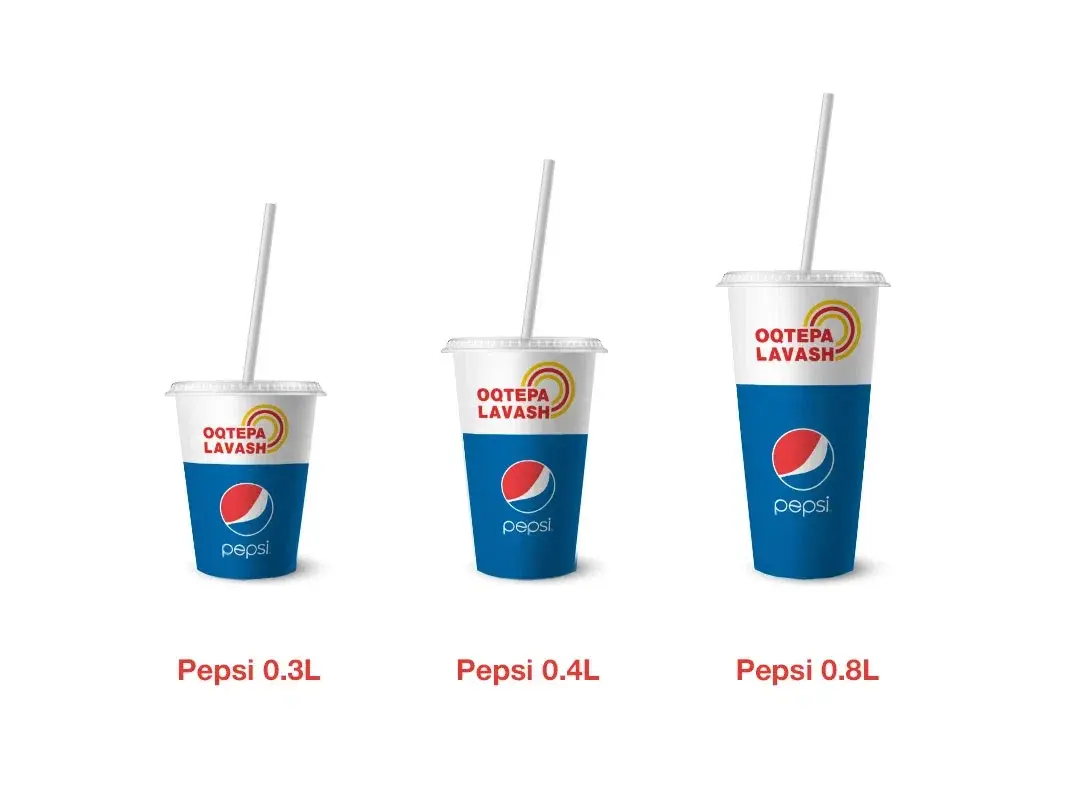 OQTEPA
LAVASH
pepsi
OQTEPA
LAVASH
pepsi
OQTEPA
LAVASH
pepsi
Pepsi 0.3L
Pepsi 0.4L
Pepsi 0.8L